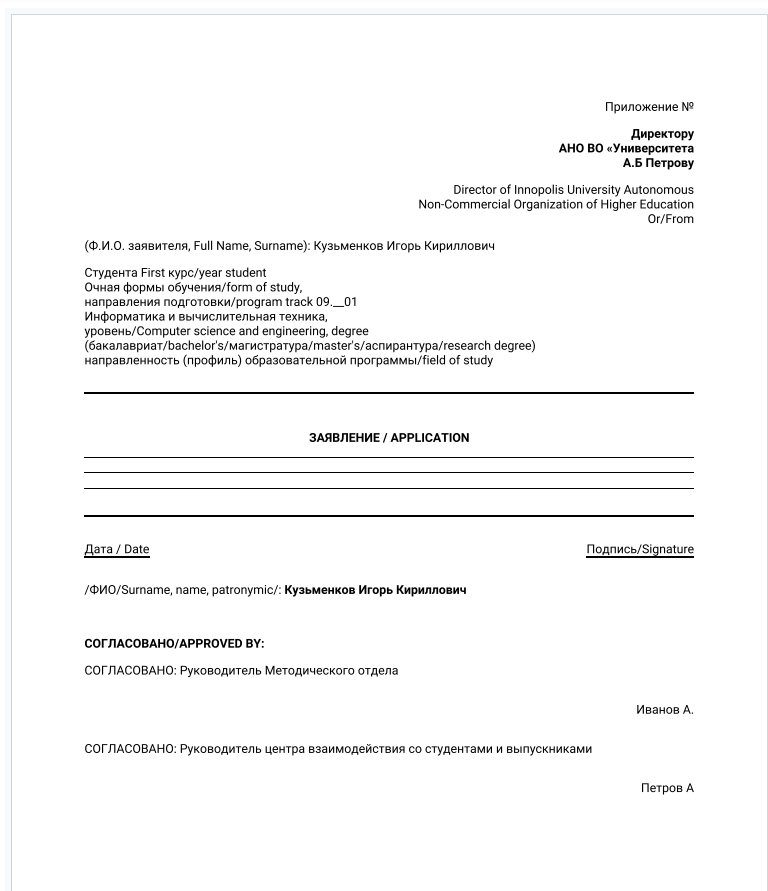 Приложение №
Директору
АНО ВО «Университета
А.Б Петрову
Director of Innopolis University Autonomous
Non-Commercial Organization of Higher Education
Or/From
(Ф.И.О. заявителя, Full Name, Surname): Кузьменков Игорь Кириллович
Студента First курс/year student
Очная формы обучения/form of study,
направления подготовки/program track 09.__01
Информатика и вычислительная техника,
уровень/Computer science and engineering, degree
(бакалавриат/bachelor's/магистратура/master's/аспирантура/research degree)
направленность (профиль) образовательной программы/field of study
ЗАЯВЛЕНИЕ / APPLICATION
Дата / Date
Подпись/Signature
/ФИО/Surname, name, patronymic/: Кузьменков Игорь Кириллович
СОГЛАСОВАНО/APPROVED BY:
СОГЛАСОВАНО: Руководитель Методического отдела
Иванов А.
СОГЛАСОВАНО: Руководитель центра взаимодействия со студентами и выпускниками
Петров А